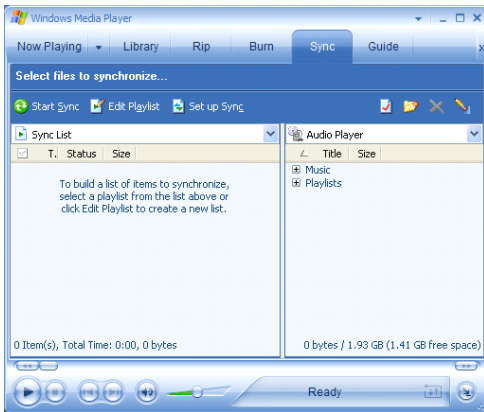 Windows Media Player
Now Playing Library Rip Burn Sync Guide
Select files to synchronize...
Start Sync Edit Playlist Set up Sync
Sync List
Audio Player
T. Status Size
Title Size
To build a list of items to synchronize,
select a playlist from the list above or
click Edit Playlist to create a new list.
Music
Playlists
0 Item(s), Total Time: 0:00, 0 bytes
0 bytes / 1.93 GB (1.41 GB free space)
Ready